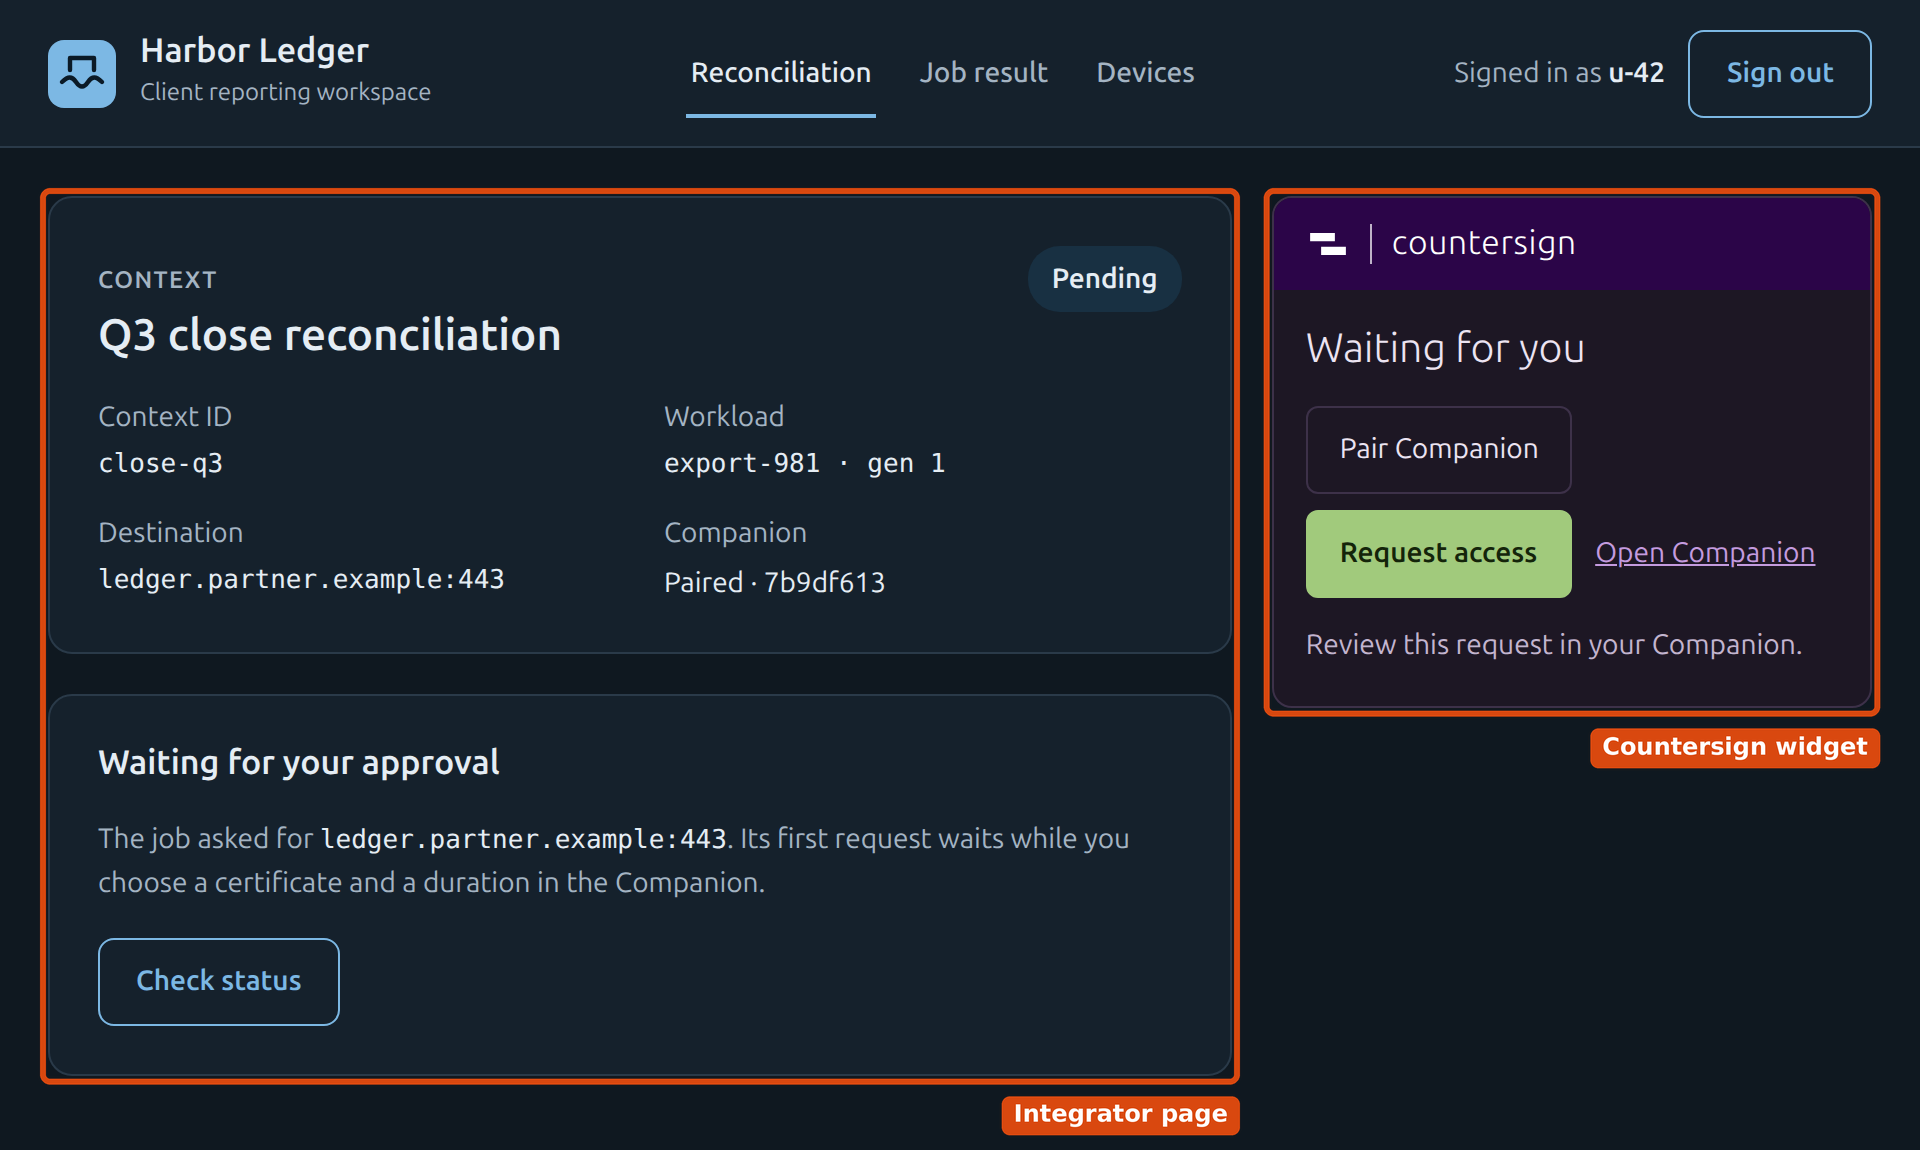 Harbor Ledger
Client reporting workspace
Reconciliation
Job result
Devices
Signed in as u-42
Sign out
CONTEXT
Pending
Q3 close reconciliation
Context ID
close-q3
Workload
export-981 · gen 1
Destination
ledger.partner.example:443
Companion
Paired · 7b9df613
Waiting for your approval
The job asked for ledger.partner.example:443. Its first request waits while you
choose a certificate and a duration in the Companion.
Check status
Integrator page
countersign
Waiting for you
Pair Companion
Request access
Open Companion
Review this request in your Companion.
Countersign widget